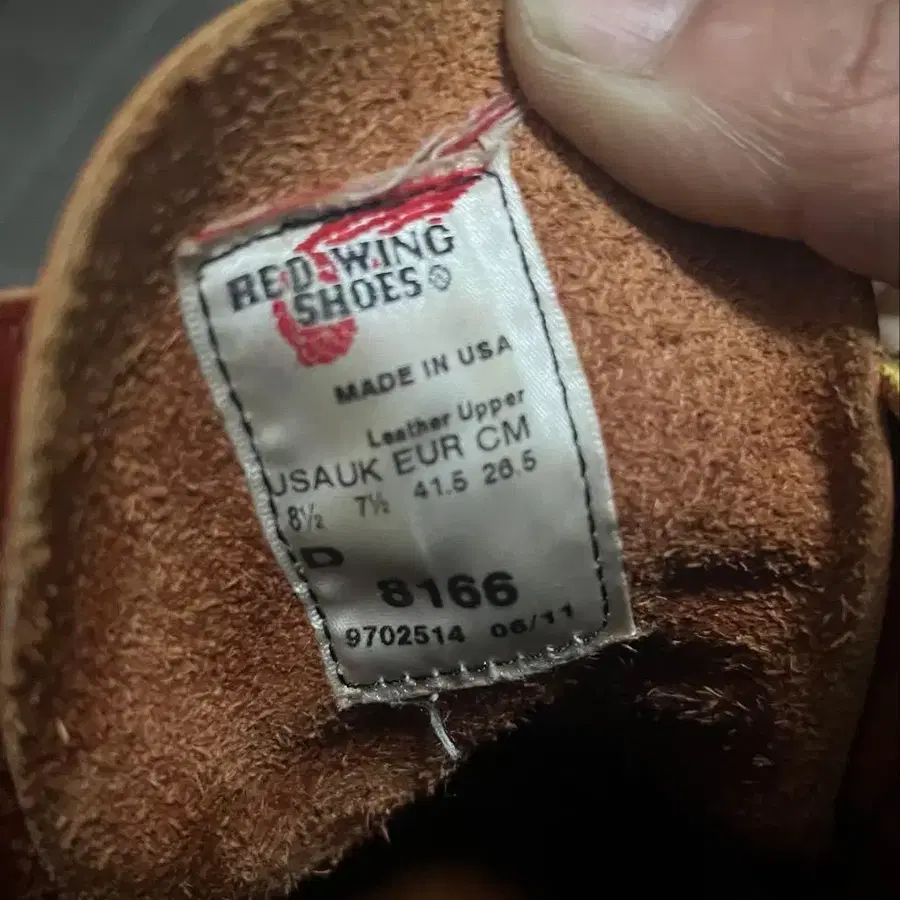 RED WING
SHOES
MADE IN USA
Leather Upper
USAUK EUR CM
8½ 7½ 41.5 26.5
D
8166
9702514 06/11